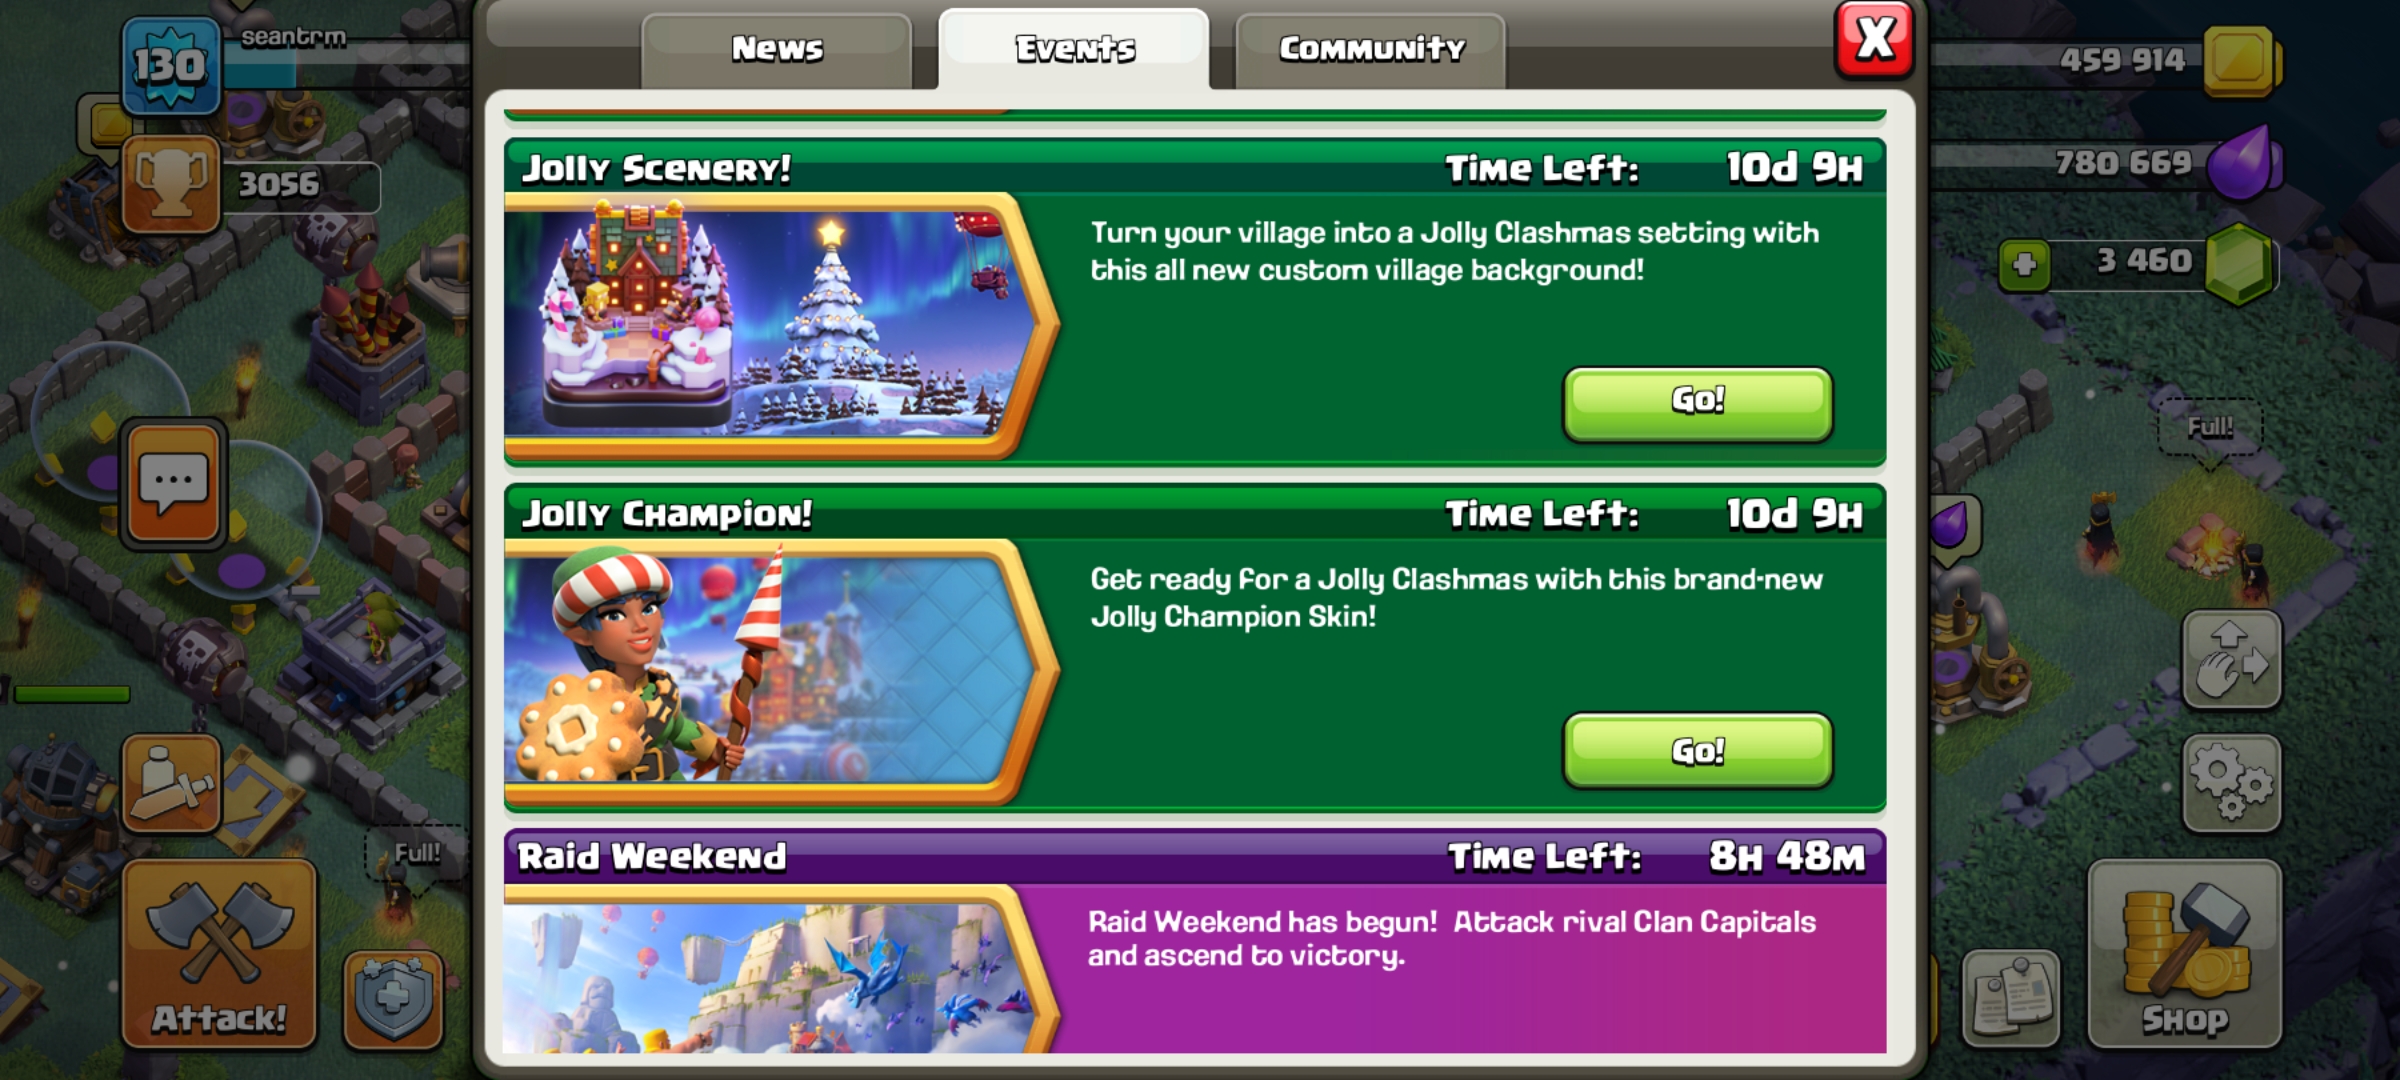 130
seantrm
3056
News
Events
Community
X
459 914
780 669
3 460
Jolly Scenery!
Time Left: 10d 9H
Turn your village into a Jolly Clashmas setting with
this all new custom village background!
Go!
Jolly Champion!
Time Left: 10d 9H
Get ready for a Jolly Clashmas with this brand-new
Jolly Champion Skin!
Go!
Raid Weekend
Time Left: 8H 48M
Raid Weekend has begun! Attack rival Clan Capitals
and ascend to victory.
Full!
Full!
Attack!
Shop